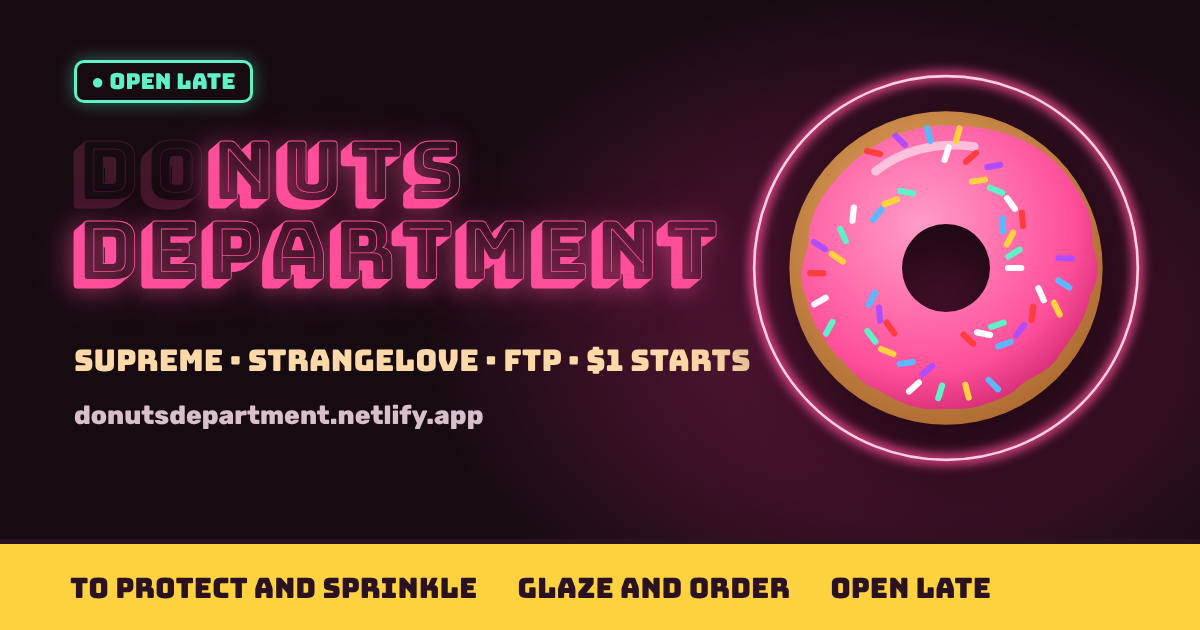 • OPEN LATE
DONUTS
DEPARTMENT
SUPREME • STRANGELOVE • FTP • $1 STARTS
donutsdepartment.netlify.app
TO PROTECT AND SPRINKLE GLAZE AND ORDER OPEN LATE